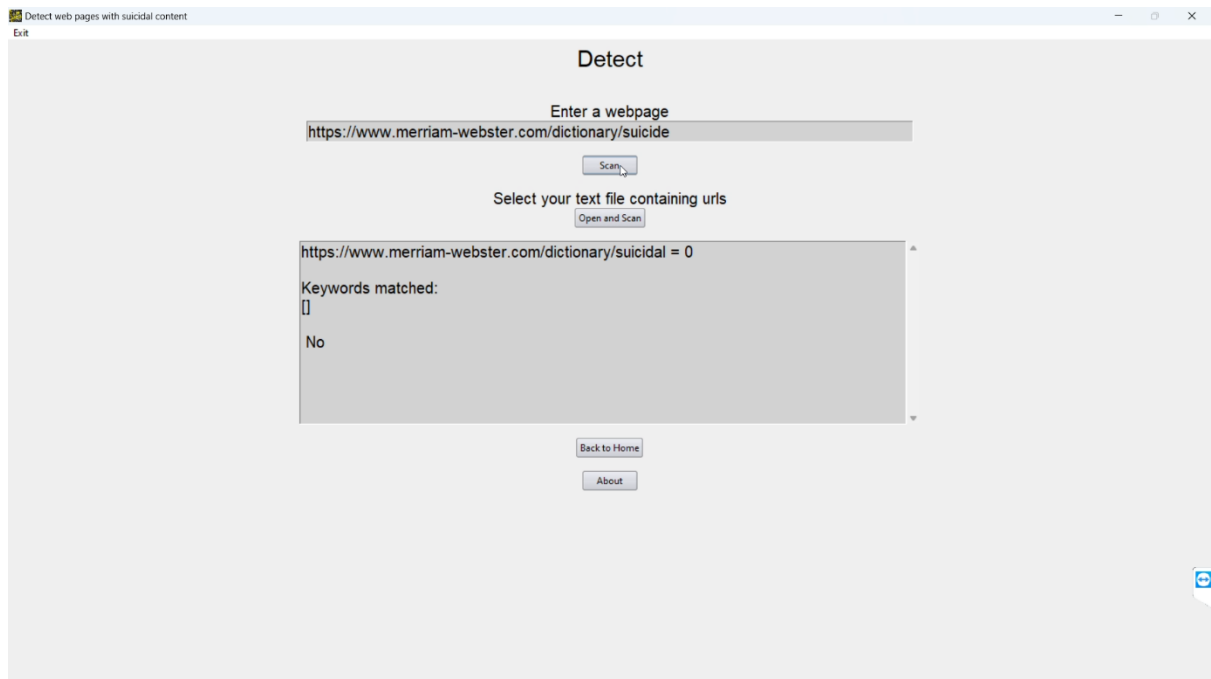 Detect web pages with suicidal content
Exit
Detect
Enter a webpage
https://www.merriam-webster.com/dictionary/suicide
Scan
Select your text file containing urls
Open and Scan
https://www.merriam-webster.com/dictionary/suicidal = 0
Keywords matched:
[]
No
Back to Home
About